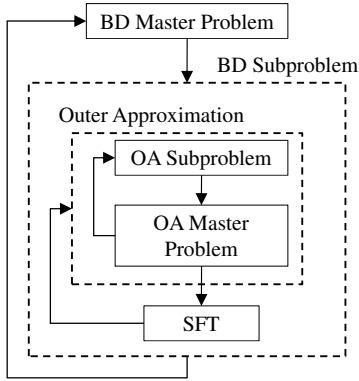 BD Master Problem
BD Subproblem
Outer Approximation
OA Subproblem
OA Master
Problem
SFT